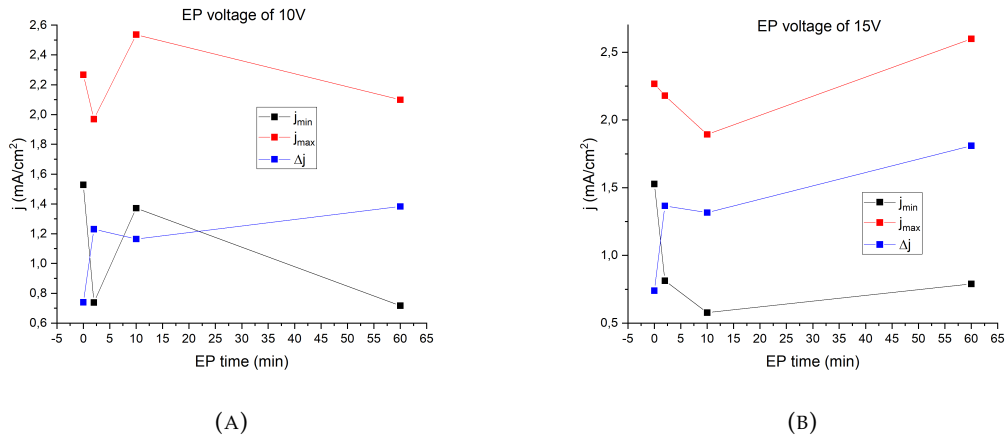 EP voltage of 10V
2,6
2,4
2,2
2,0
1,8
1,6
1,4
1,2
1,0
0,8
0,6
j (mA/cm²)
j_min
j_max
Δj
-5 0 5 10 15 20 25 30 35 40 45 50 55 60 65
EP time (min)
(A)
EP voltage of 15V
2,5
2,0
1,5
1,0
0,5
j (mA/cm²)
j_min
j_max
Δj
-5 0 5 10 15 20 25 30 35 40 45 50 55 60 65
EP time (min)
(B)